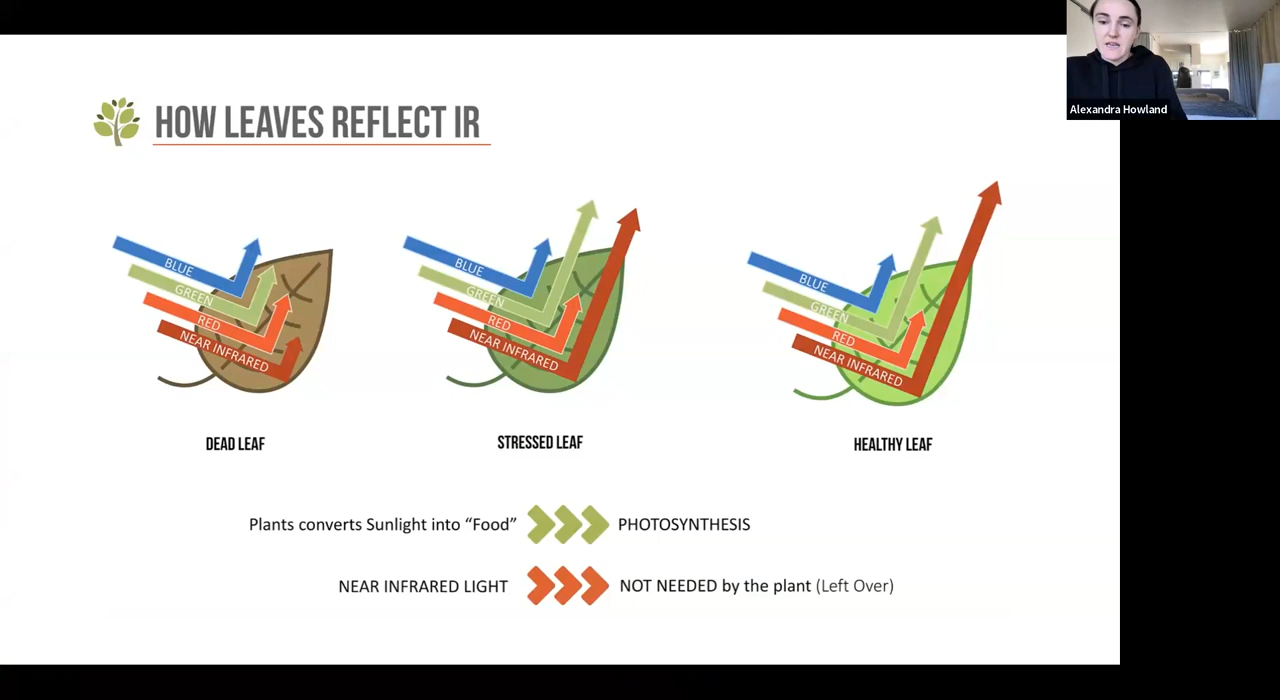 Alexandra Howland
HOW LEAVES REFLECT IR
BLUE
GREEN
RED
NEAR INFRARED
BLUE
GREEN
RED
NEAR INFRARED
BLUE
GREEN
RED
NEAR INFRARED
DEAD LEAF
STRESSED LEAF
HEALTHY LEAF
Plants converts Sunlight into “Food” PHOTOSYNTHESIS
NEAR INFRARED LIGHT NOT NEEDED by the plant (Left Over)